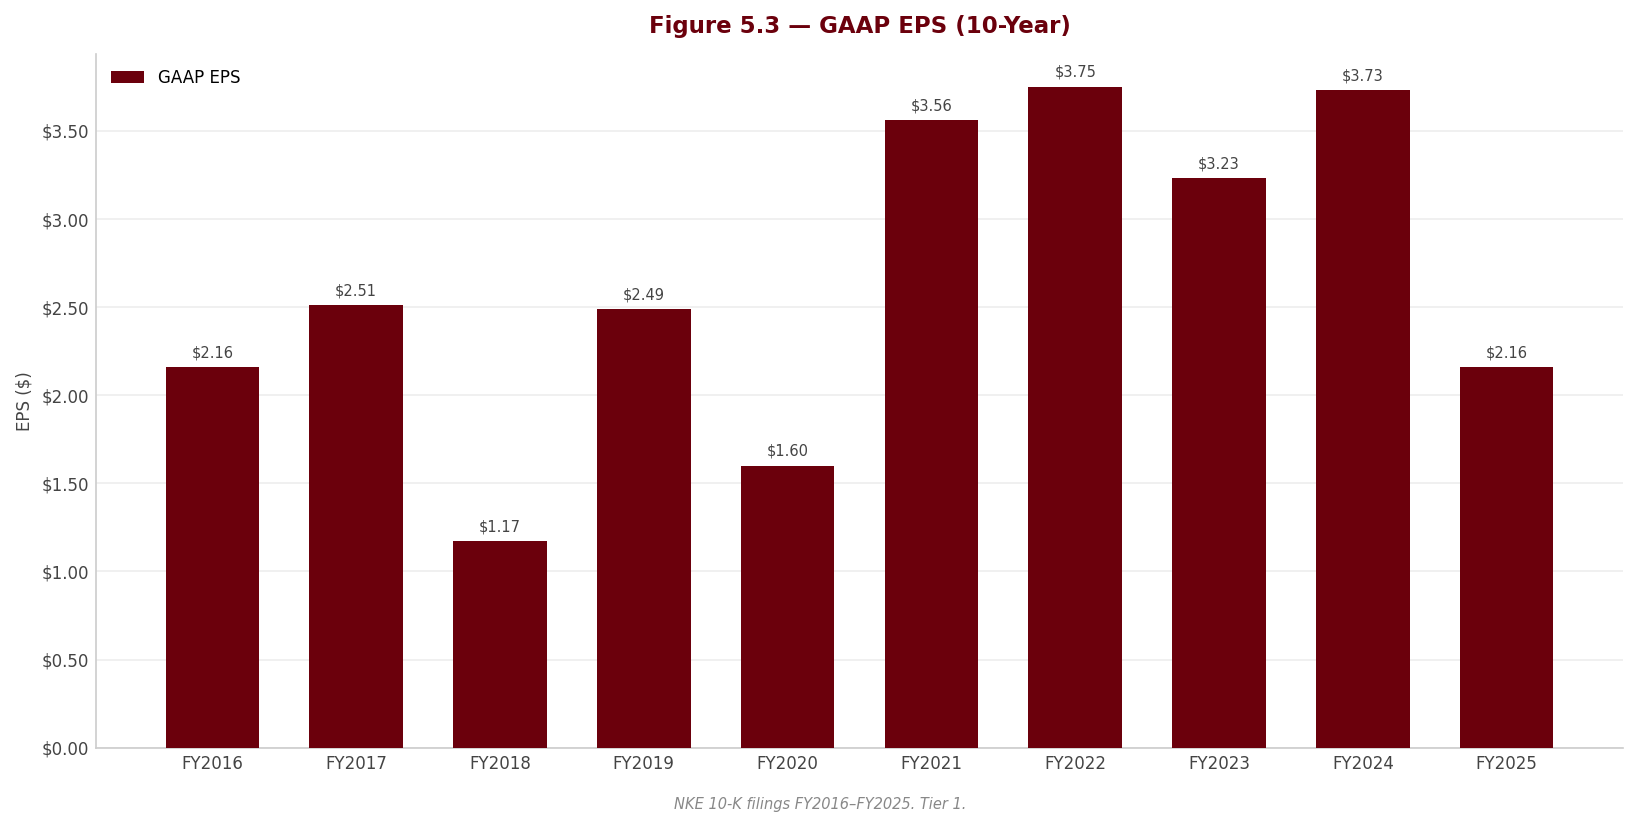 Figure 5.3 — GAAP EPS (10-Year)
GAAP EPS
EPS ($)
$3.50
$3.00
$2.50
$2.00
$1.50
$1.00
$0.50
$0.00
$2.16
$2.51
$1.17
$2.49
$1.60
$3.56
$3.75
$3.23
$3.73
$2.16
FY2016
FY2017
FY2018
FY2019
FY2020
FY2021
FY2022
FY2023
FY2024
FY2025
NKE 10-K filings FY2016–FY2025. Tier 1.